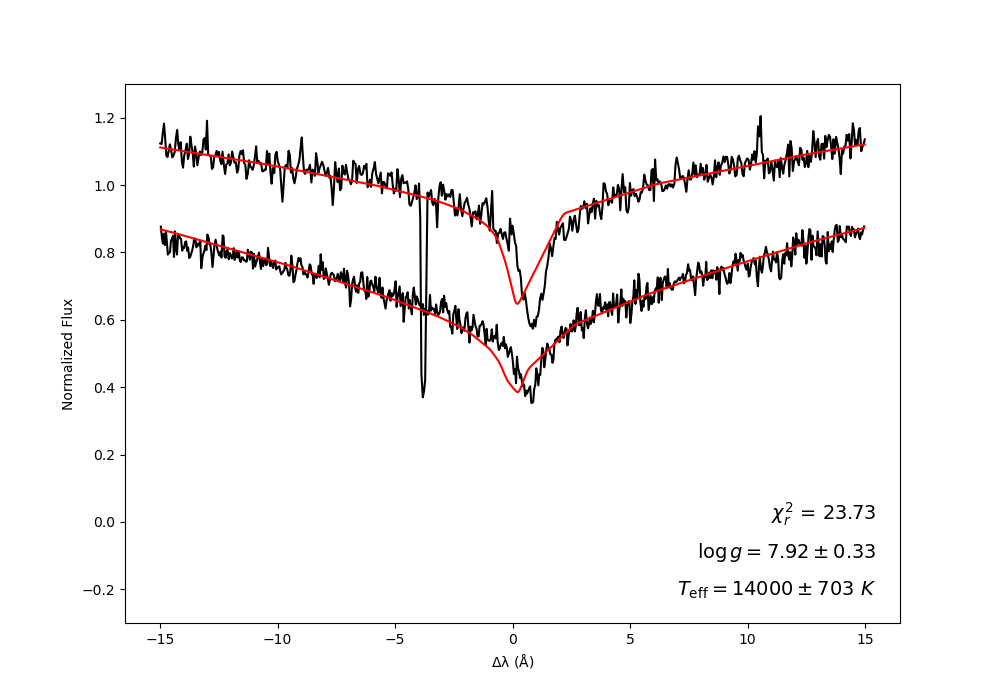 1.2
1.0
0.8
0.6
0.4
0.2
0.0
−0.2
Normalized Flux
χ²ᵣ = 23.73
log g = 7.92 ± 0.33
T_eff = 14000 ± 703 K
−15 −10 −5 0 5 10 15
Δλ (Å)